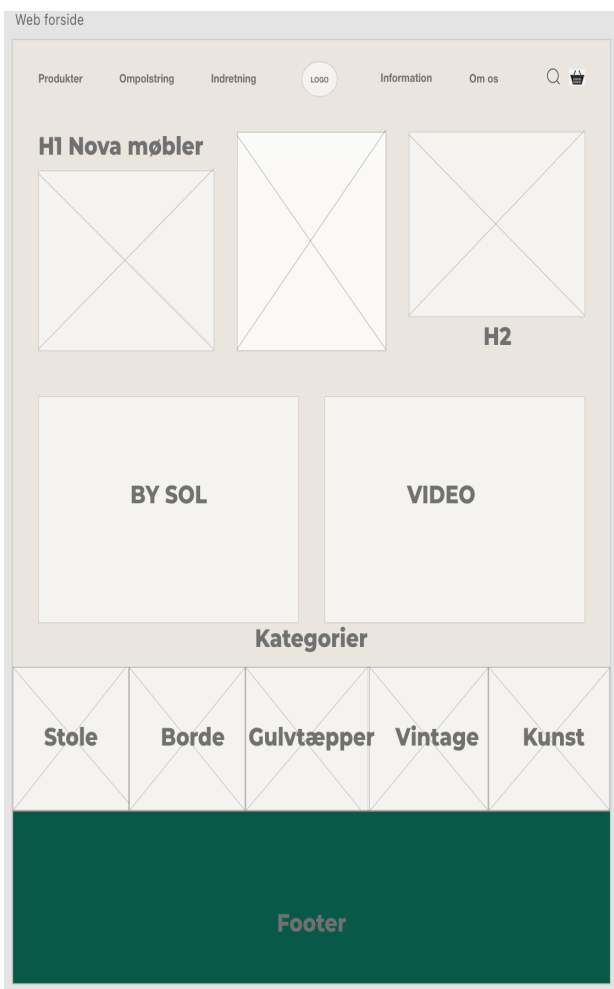 Web forside
Produkter Ompolstring Indretning LOGO Information Om os
H1 Nova møbler
H2
BY SOL VIDEO
Kategorier
Stole Borde Gulvtæpper Vintage Kunst
Footer